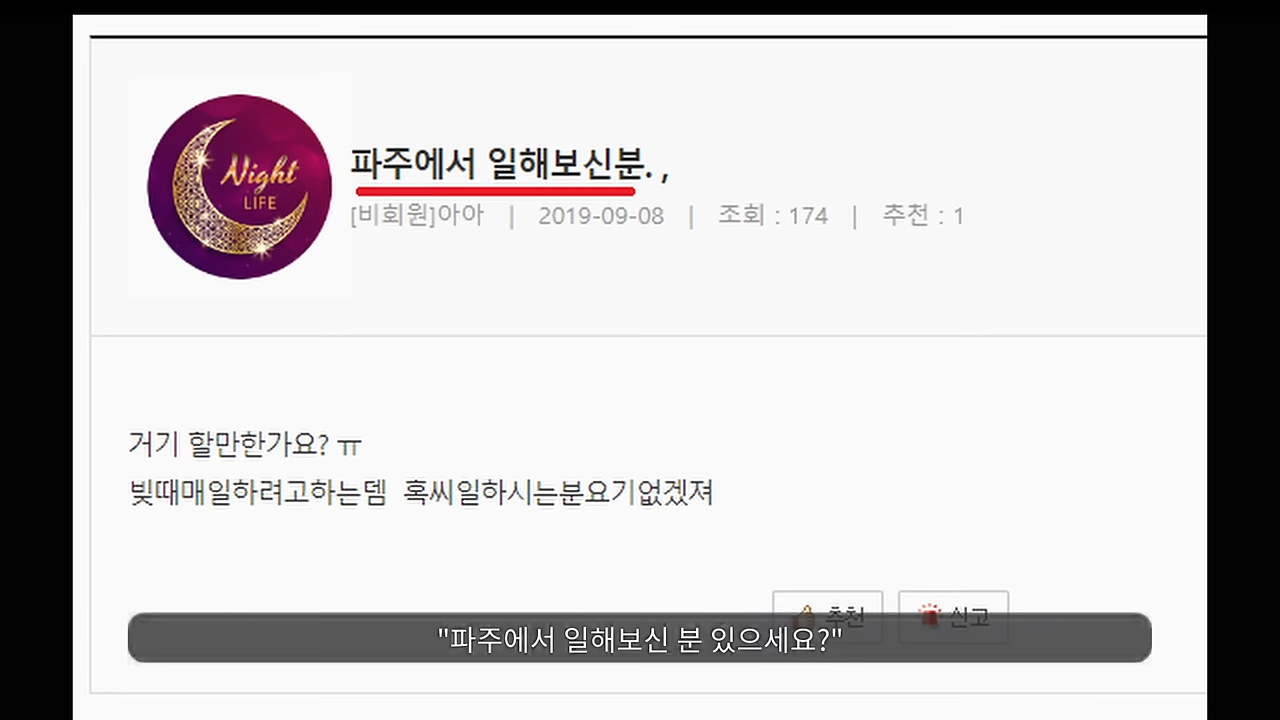 Night
LIFE
파주에서 일해보신분. ,
[비회원]아아 | 2019-09-08 | 조회 : 174 | 추천 : 1
거기 할만한가요? ㅠ
빚때매일하려고하는뎀 혹씨일하시는분요기없겠져
추천 신고
"파주에서 일해보신 분 있으세요?"